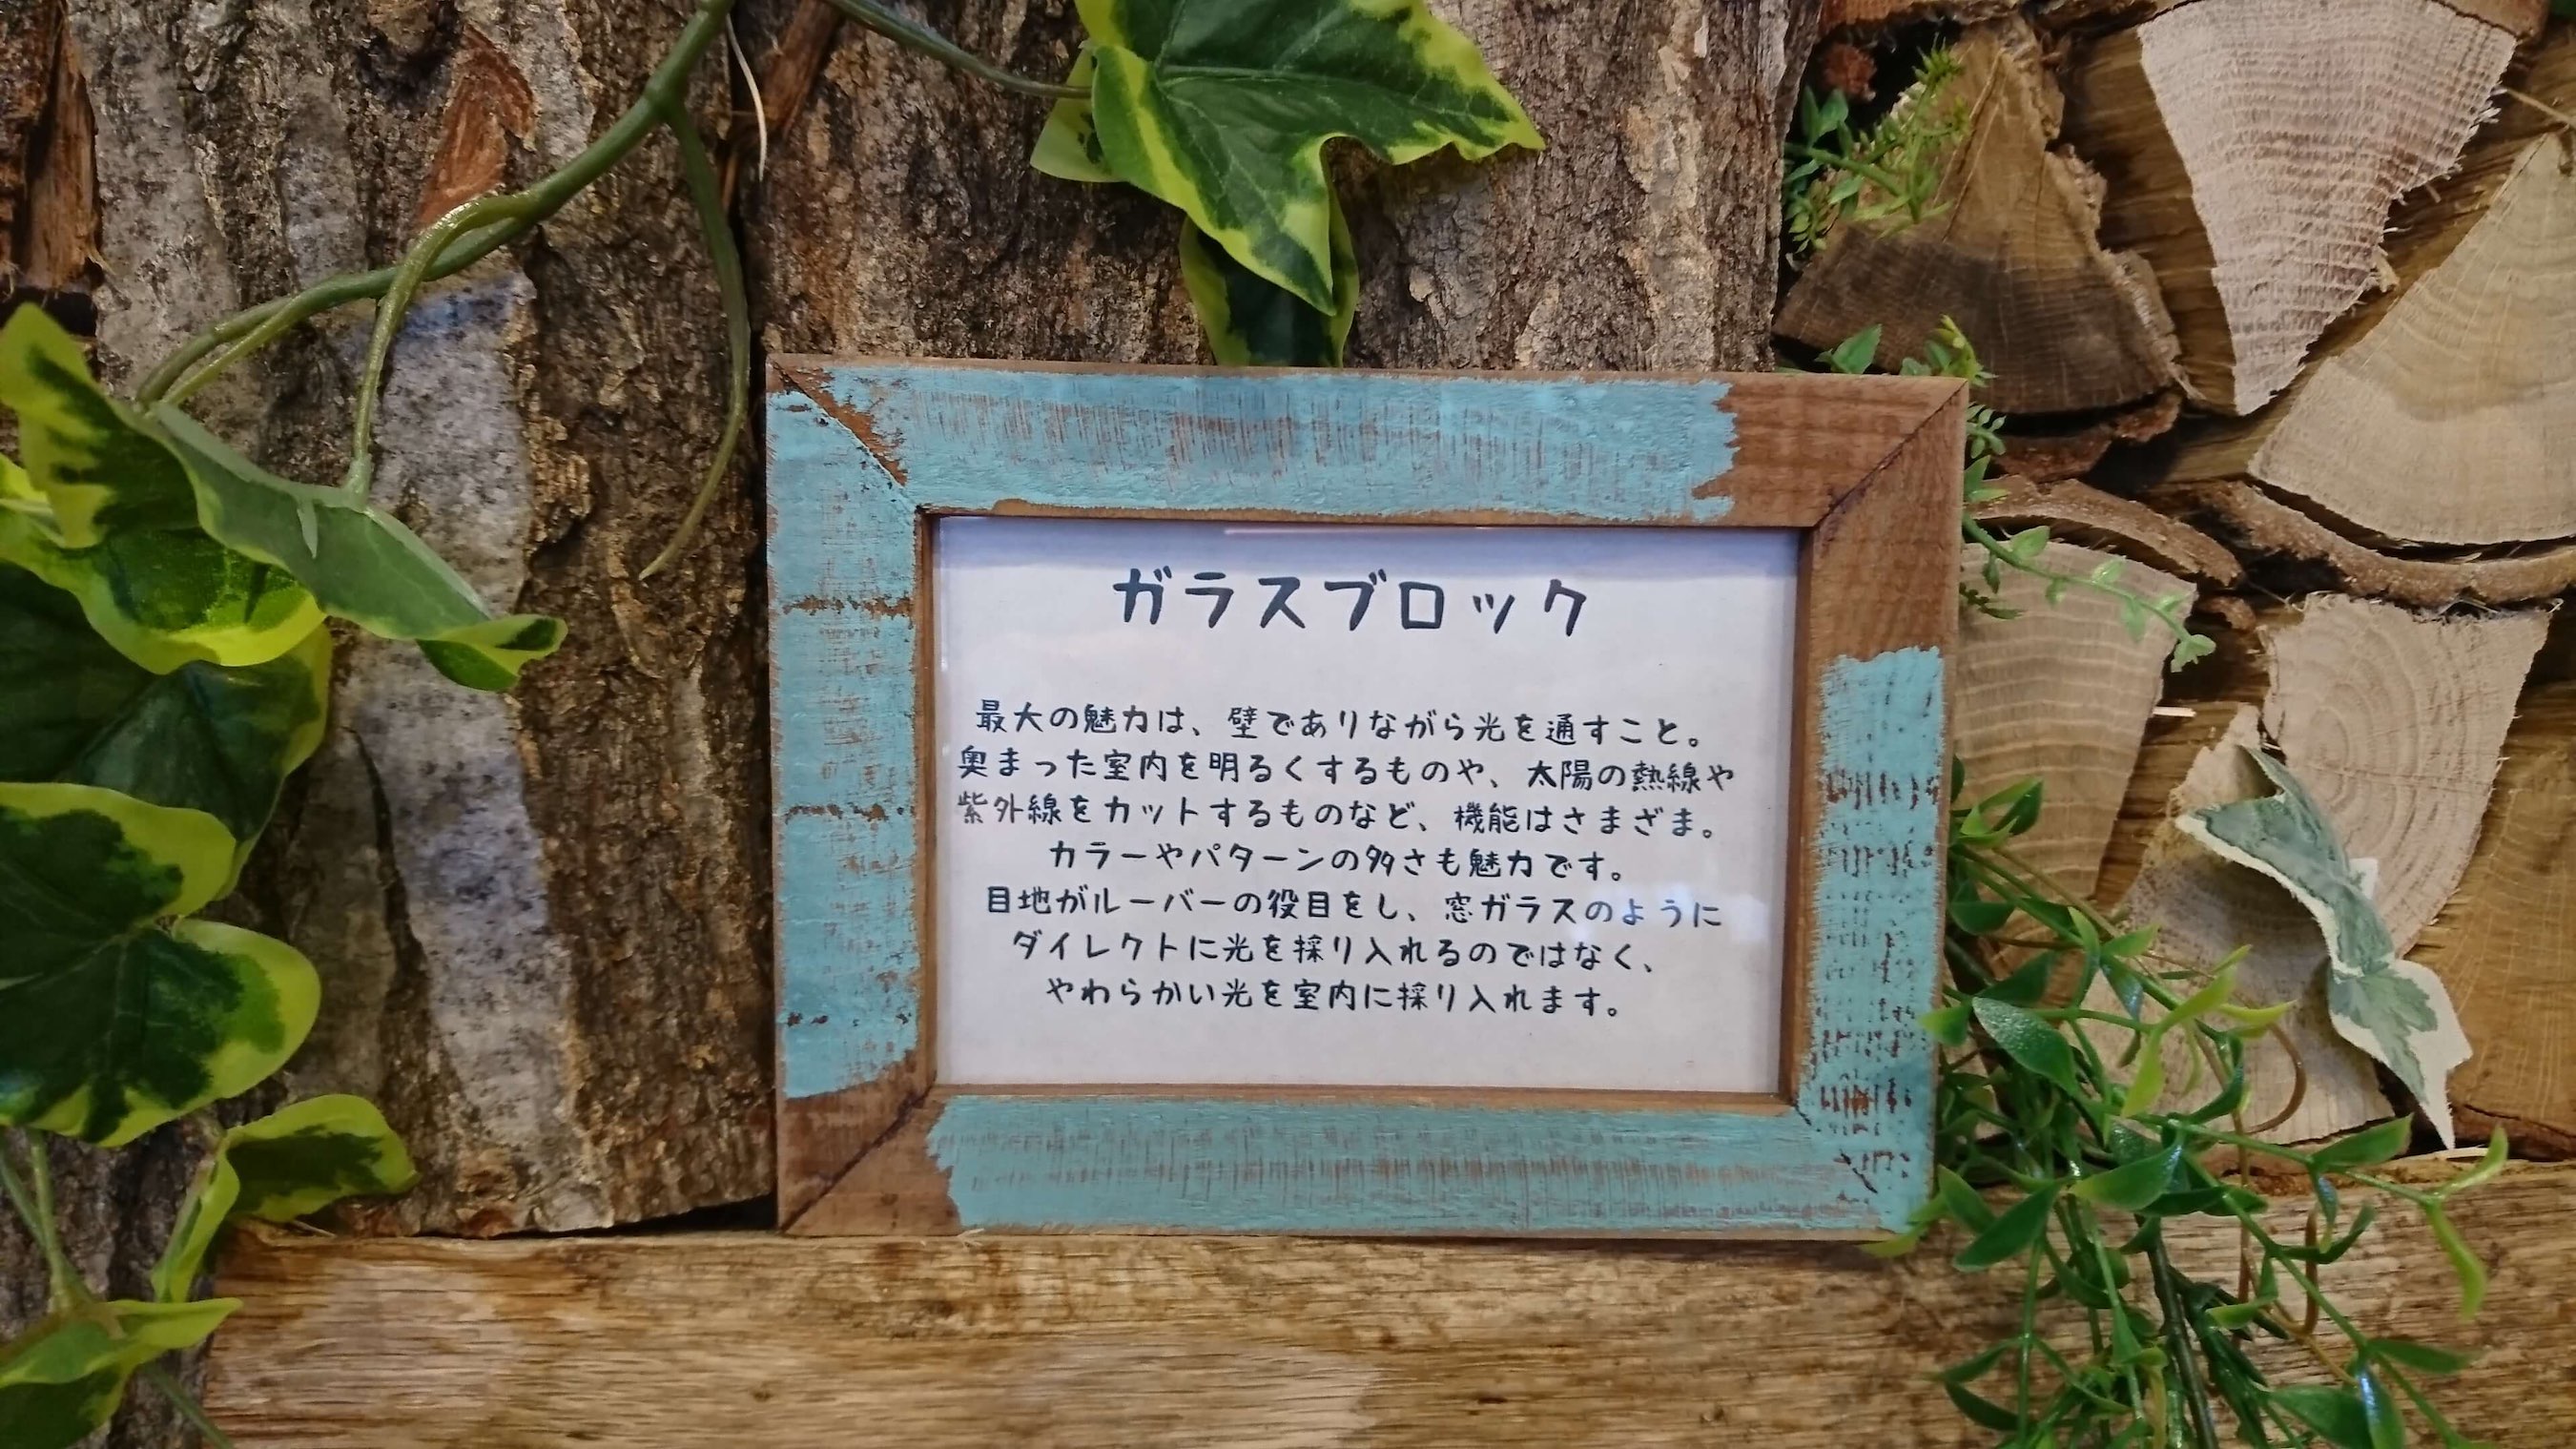 ガラスブロック
最大の魅力は、壁でありながら光を通すこと。
奥まった室内を明るくするものや、太陽の熱線や
紫外線をカットするものなど、機能はさまざま。
カラーやパターンの多さも魅力です。
目地がルーバーの役目をし、窓ガラスのように
ダイレクトに光を採り入れるのではなく、
やわらかい光を室内に採り入れます。